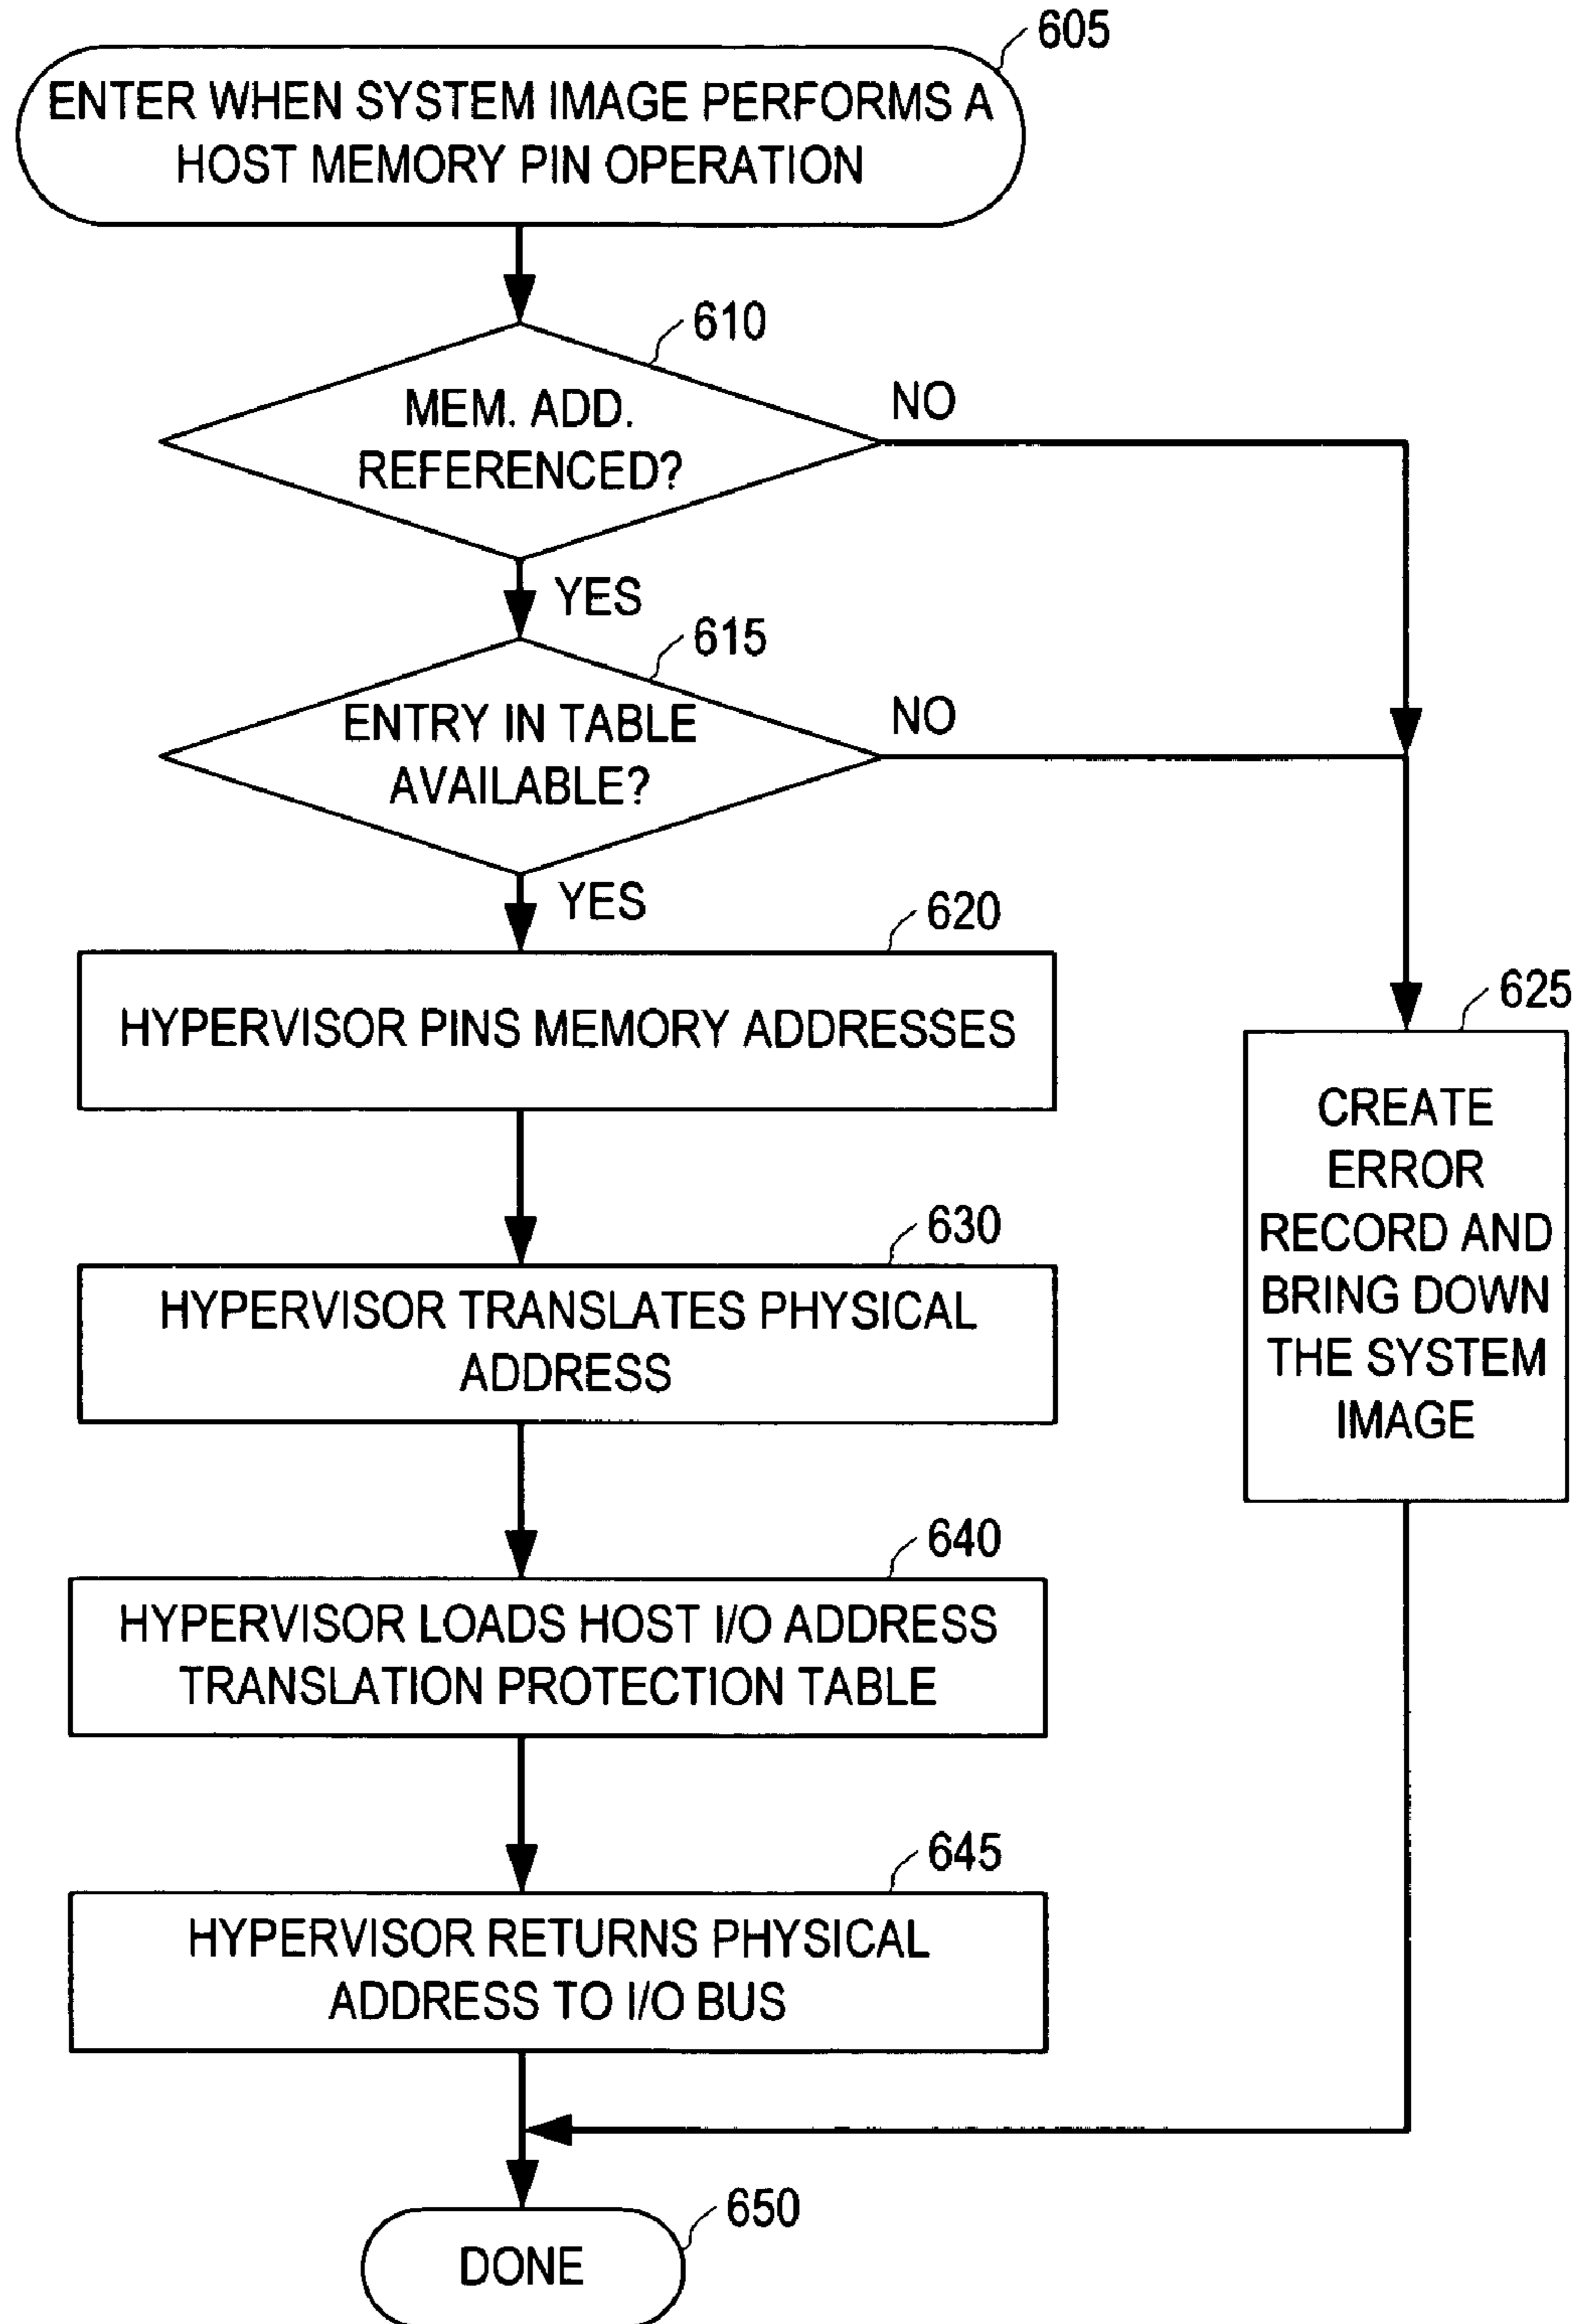 605
ENTER WHEN SYSTEM IMAGE PERFORMS A
HOST MEMORY PIN OPERATION
610
MEM. ADD.
REFERENCED?
NO
YES
615
ENTRY IN TABLE
AVAILABLE?
NO
YES
620
HYPERVISOR PINS MEMORY ADDRESSES
625
CREATE
ERROR
RECORD AND
BRING DOWN
THE SYSTEM
IMAGE
630
HYPERVISOR TRANSLATES PHYSICAL
ADDRESS
640
HYPERVISOR LOADS HOST I/O ADDRESS
TRANSLATION PROTECTION TABLE
645
HYPERVISOR RETURNS PHYSICAL
ADDRESS TO I/O BUS
650
DONE